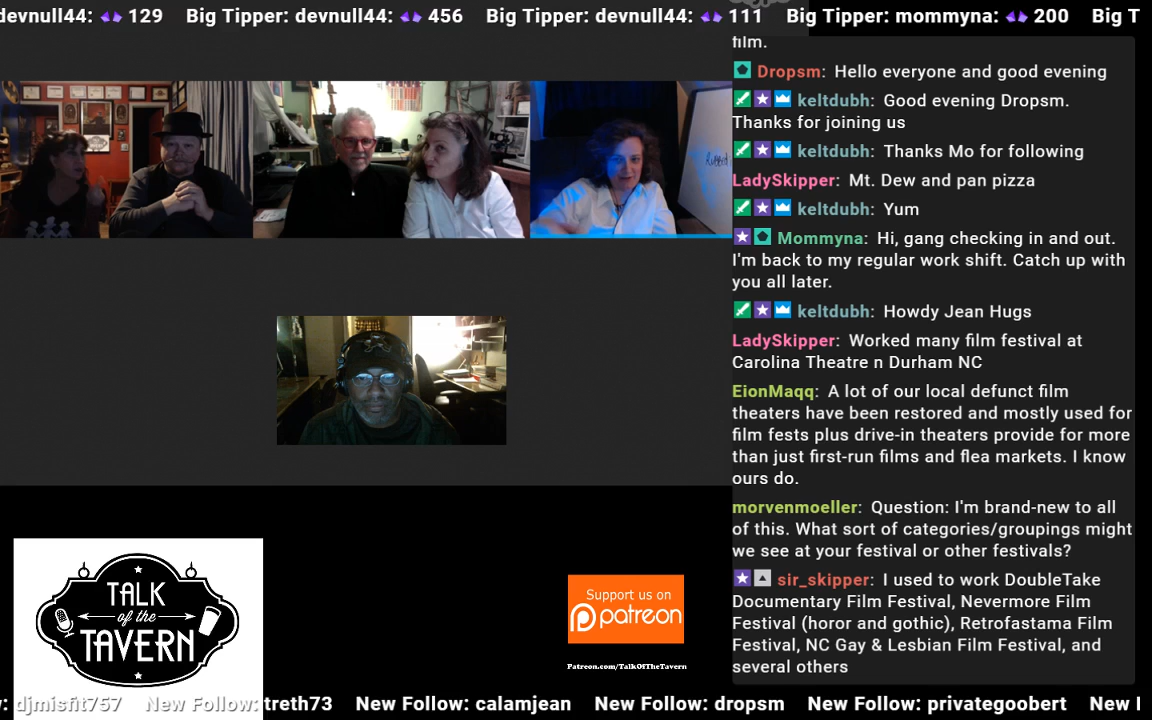 devnull44: 129 Big Tipper: devnull44: 456 Big Tipper: devnull44: 111 Big Tipper: mommyna: 200 Big T
film.
Dropsm: Hello everyone and good evening
keltdubh: Good evening Dropsm.
Thanks for joining us
keltdubh: Thanks Mo for following
LadySkipper: Mt. Dew and pan pizza
keltdubh: Yum
Mommyna: Hi, gang checking in and out.
I'm back to my regular work shift. Catch up with
you all later.
keltdubh: Howdy Jean Hugs
LadySkipper: Worked many film festival at
Carolina Theatre n Durham NC
EionMaqq: A lot of our local defunct film
theaters have been restored and mostly used for
film fests plus drive-in theaters provide for more
than just first-run films and flea markets. I know
ours do.
morvenmoeller: Question: I'm brand-new to all
of this. What sort of categories/groupings might
we see at your festival or other festivals?
sir_skipper: I used to work DoubleTake
Documentary Film Festival, Nevermore Film
Festival (horor and gothic), Retrofastama Film
Festival, NC Gay & Lesbian Film Festival, and
several others
TALK
of the
TAVERN
Support us on
patreon
Patreon.com/TalkOfTheTavern
: djmisfit757 New Follow: treth73 New Follow: calamjean New Follow: dropsm New Follow: privategoobert New